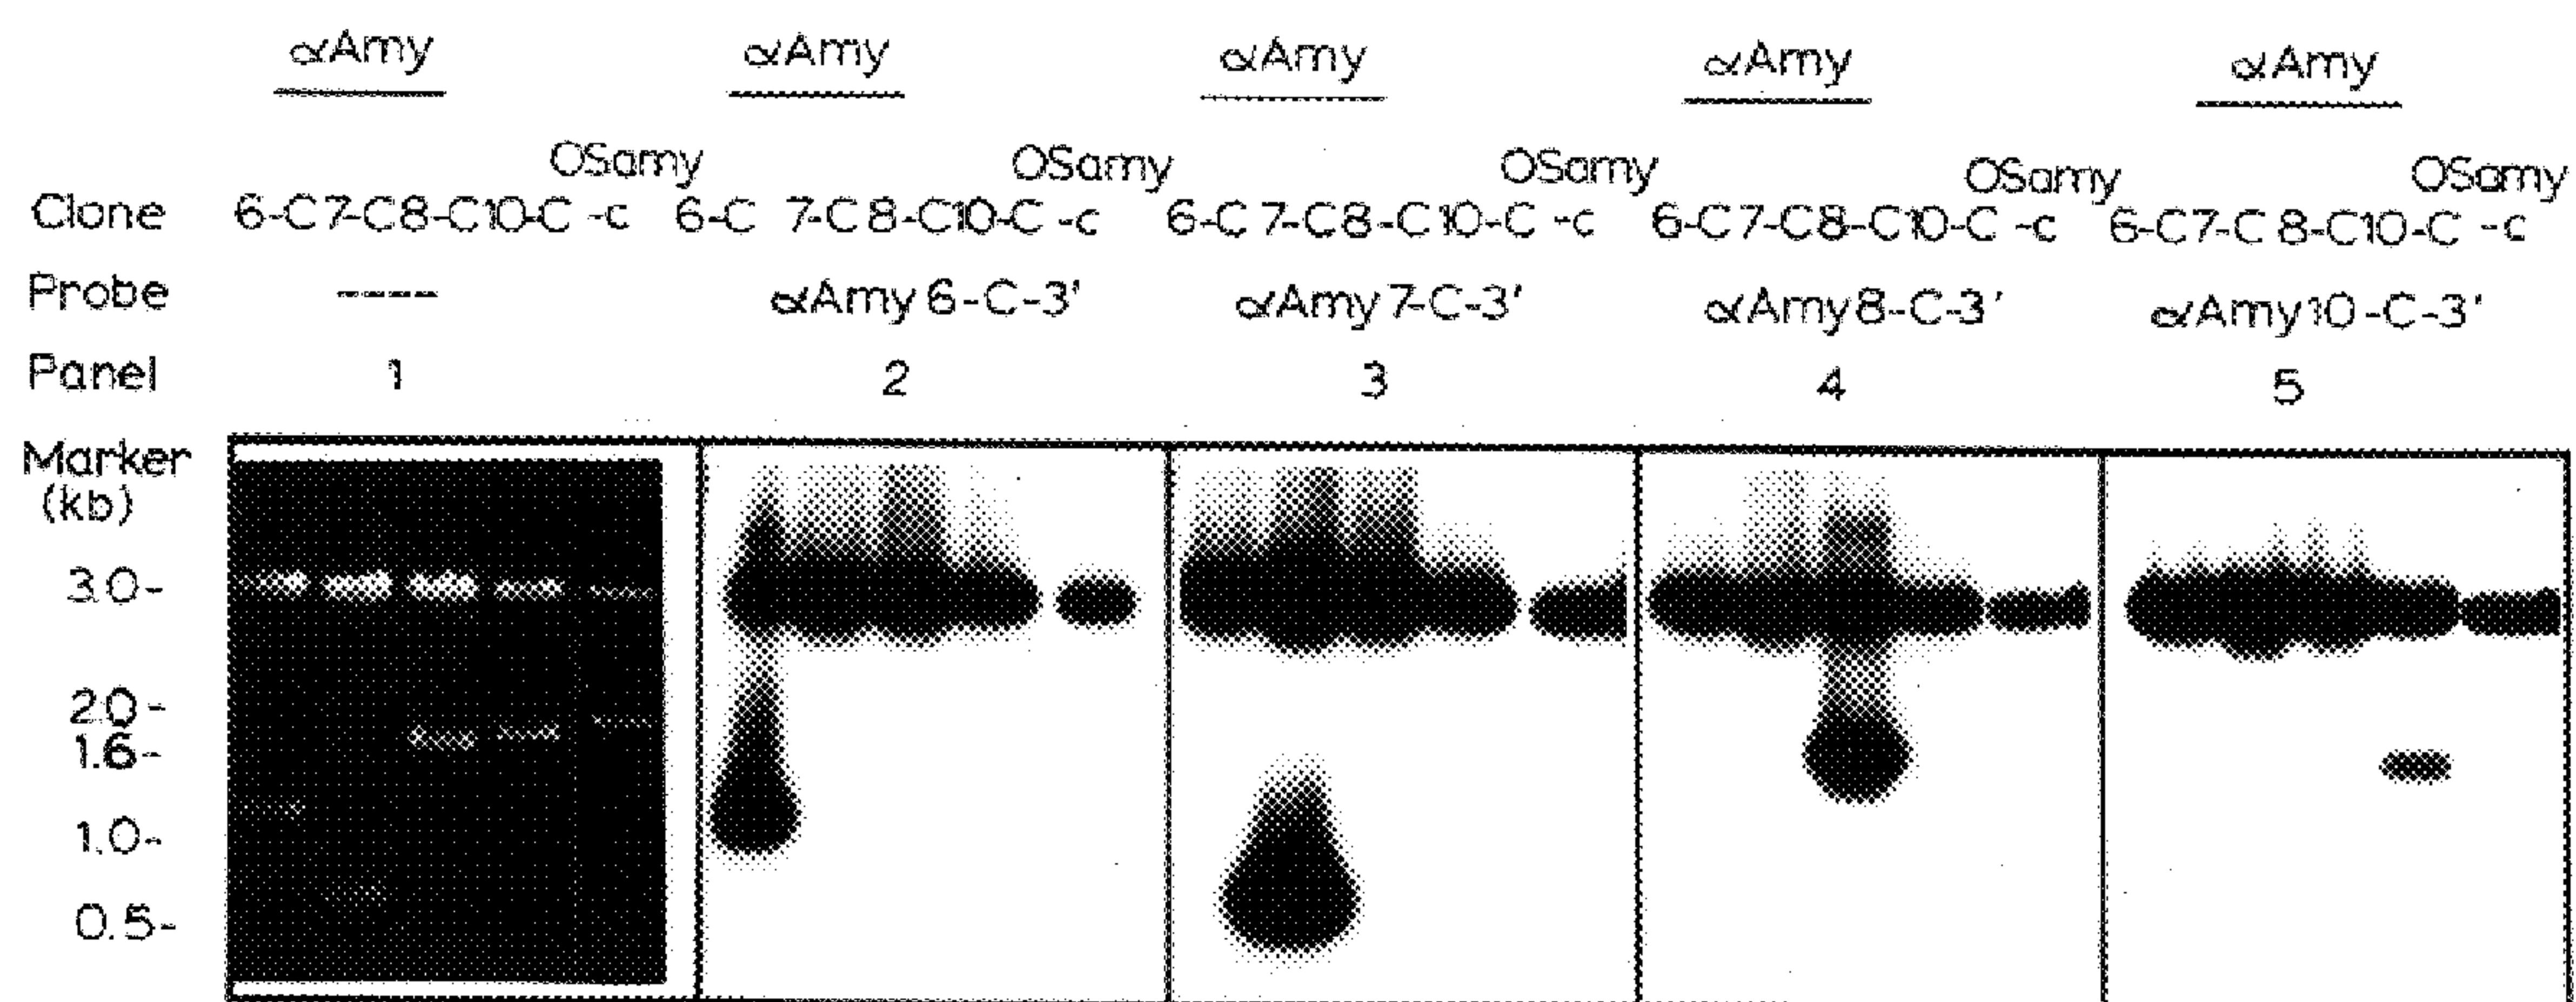 αAmy αAmy αAmy αAmy αAmy
OSamy OSamy OSamy OSamy OSamy
Clone 6-C 7-C 8-C 10-C -c 6-C 7-C 8-C 10-C -c 6-C 7-C 8-C 10-C -c 6-C 7-C 8-C 10-C -c 6-C 7-C 8-C 10-C -c
Probe ---- αAmy 6-C-3' αAmy 7-C-3' αAmy 8-C-3' αAmy 10-C-3'
Panel 1 2 3 4 5
Marker
(kb)
3.0-
2.0-
1.6-
1.0-
0.5-